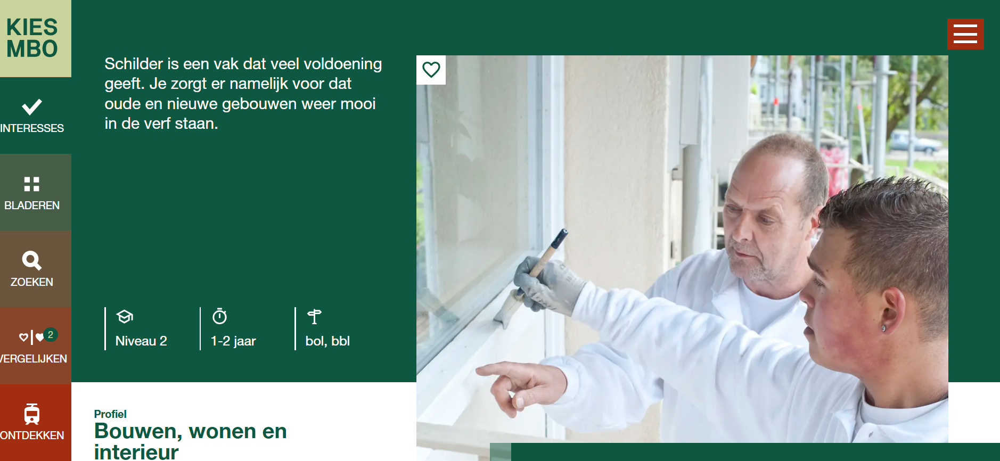 KIES
MBO
INTERESSES
BLADEREN
ZOEKEN
2
VERGELIJKEN
ONTDEKKEN
Schilder is een vak dat veel voldoening
geeft. Je zorgt er namelijk voor dat
oude en nieuwe gebouwen weer mooi
in de verf staan.
Niveau 2
1-2 jaar
bol, bbl
Profiel
Bouwen, wonen en
interieur